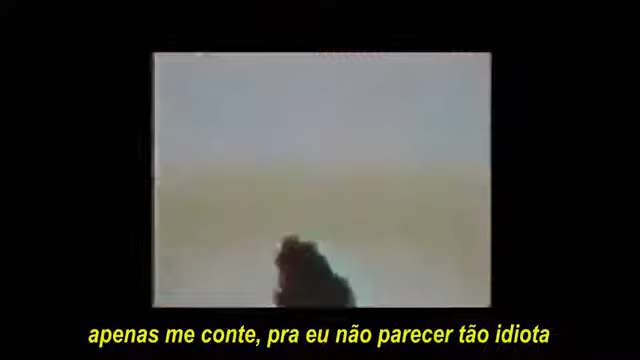 apenas me conte, pra eu não parecer tão idiota